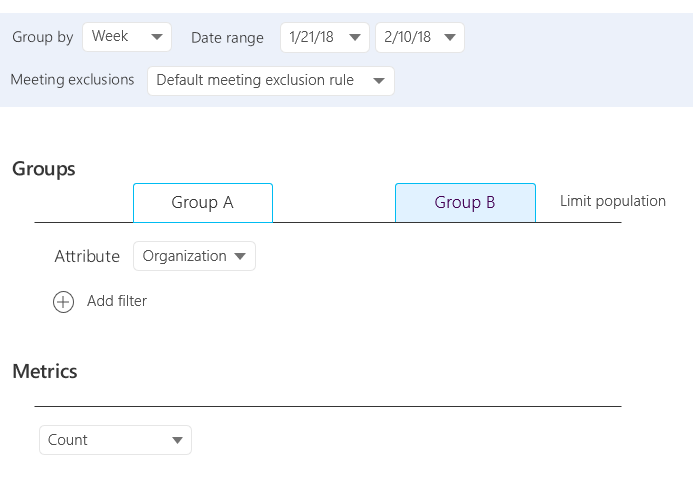 Group by Week Date range 1/21/18 2/10/18
Meeting exclusions Default meeting exclusion rule
Groups
Group A Group B Limit population
Attribute Organization
Add filter
Metrics
Count